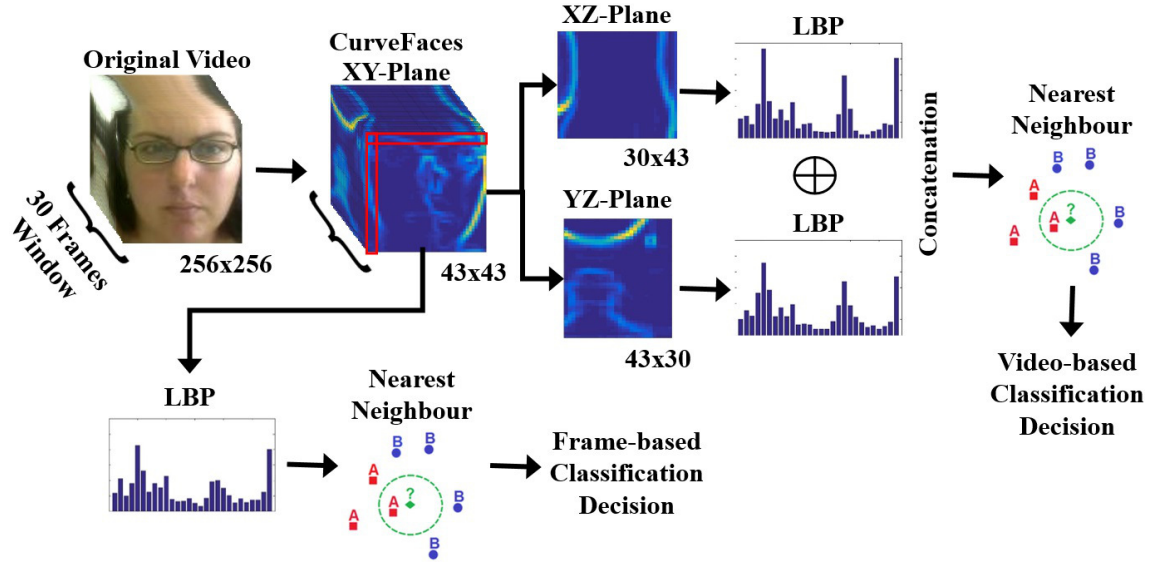 Original Video
30 Frames
Window
256x256
CurveFaces
XY-Plane
43x43
XZ-Plane
30x43
YZ-Plane
43x30
LBP
LBP
Concatenation
Nearest
Neighbour
B B
A
?
A
A
B
B
Video-based
Classification
Decision
LBP
Nearest
Neighbour
B B
A
?
A
A
B
B
Frame-based
Classification
Decision